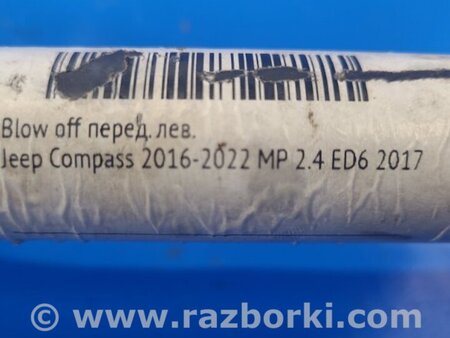 Blow off перед. лев.
Jeep Compass 2016-2022 MP 2.4 ED6 2017
© www.razborki.com